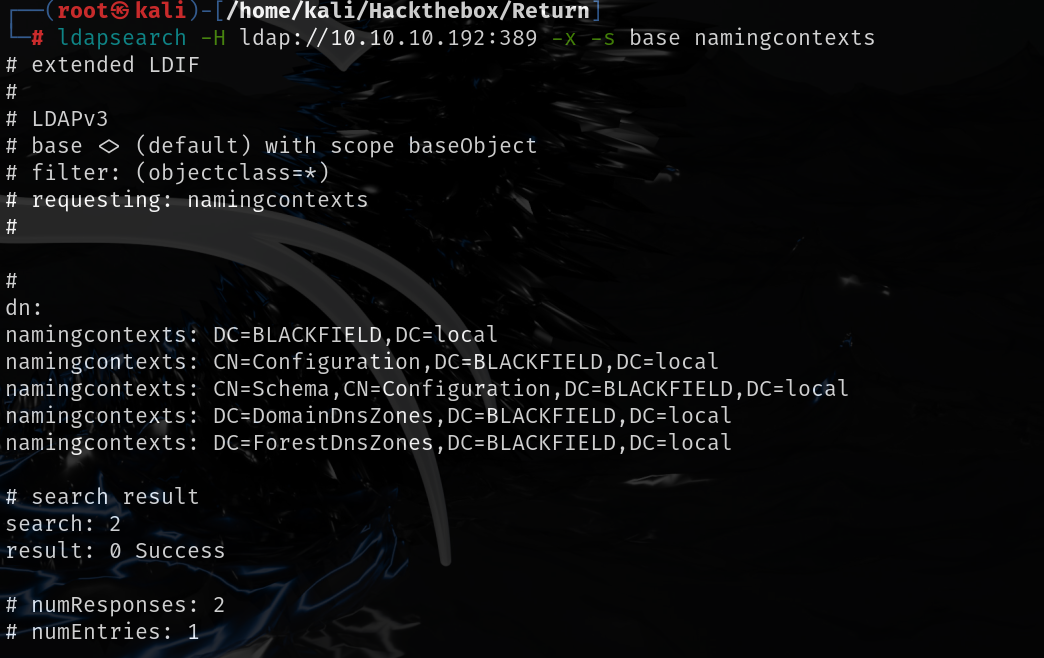 ┌──(root㉿kali)-[/home/kali/Hackthebox/Return]
└─# ldapsearch -H ldap://10.10.10.192:389 -x -s base namingcontexts
# extended LDIF
#
# LDAPv3
# base <> (default) with scope baseObject
# filter: (objectclass=*)
# requesting: namingcontexts
#

#
dn:
namingcontexts: DC=BLACKFIELD,DC=local
namingcontexts: CN=Configuration,DC=BLACKFIELD,DC=local
namingcontexts: CN=Schema,CN=Configuration,DC=BLACKFIELD,DC=local
namingcontexts: DC=DomainDnsZones,DC=BLACKFIELD,DC=local
namingcontexts: DC=ForestDnsZones,DC=BLACKFIELD,DC=local

# search result
search: 2
result: 0 Success

# numResponses: 2
# numEntries: 1